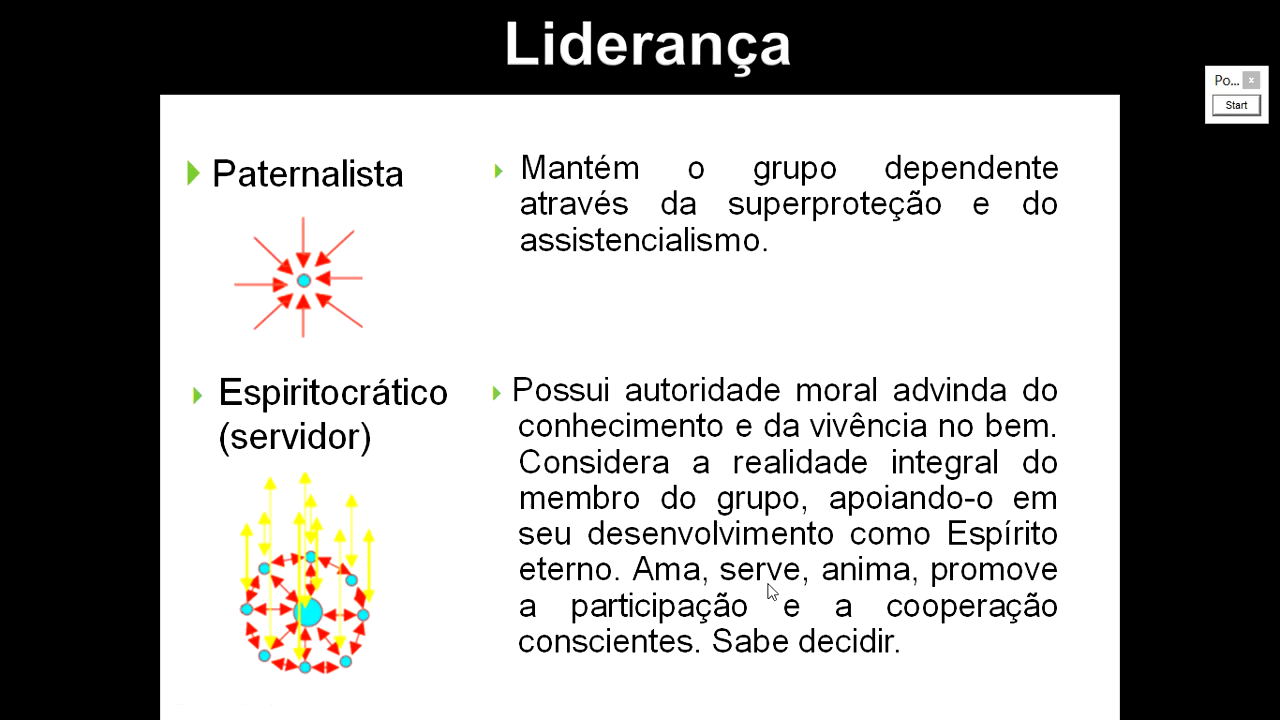 Liderança
Po...
x
Start
Paternalista
Mantém o grupo dependente
através da superproteção e do
assistencialismo.
Espiritocrático
(servidor)
Possui autoridade moral advinda do
conhecimento e da vivência no bem.
Considera a realidade integral do
membro do grupo, apoiando-o em
seu desenvolvimento como Espírito
eterno. Ama, serve, anima, promove
a participação e a cooperação
conscientes. Sabe decidir.